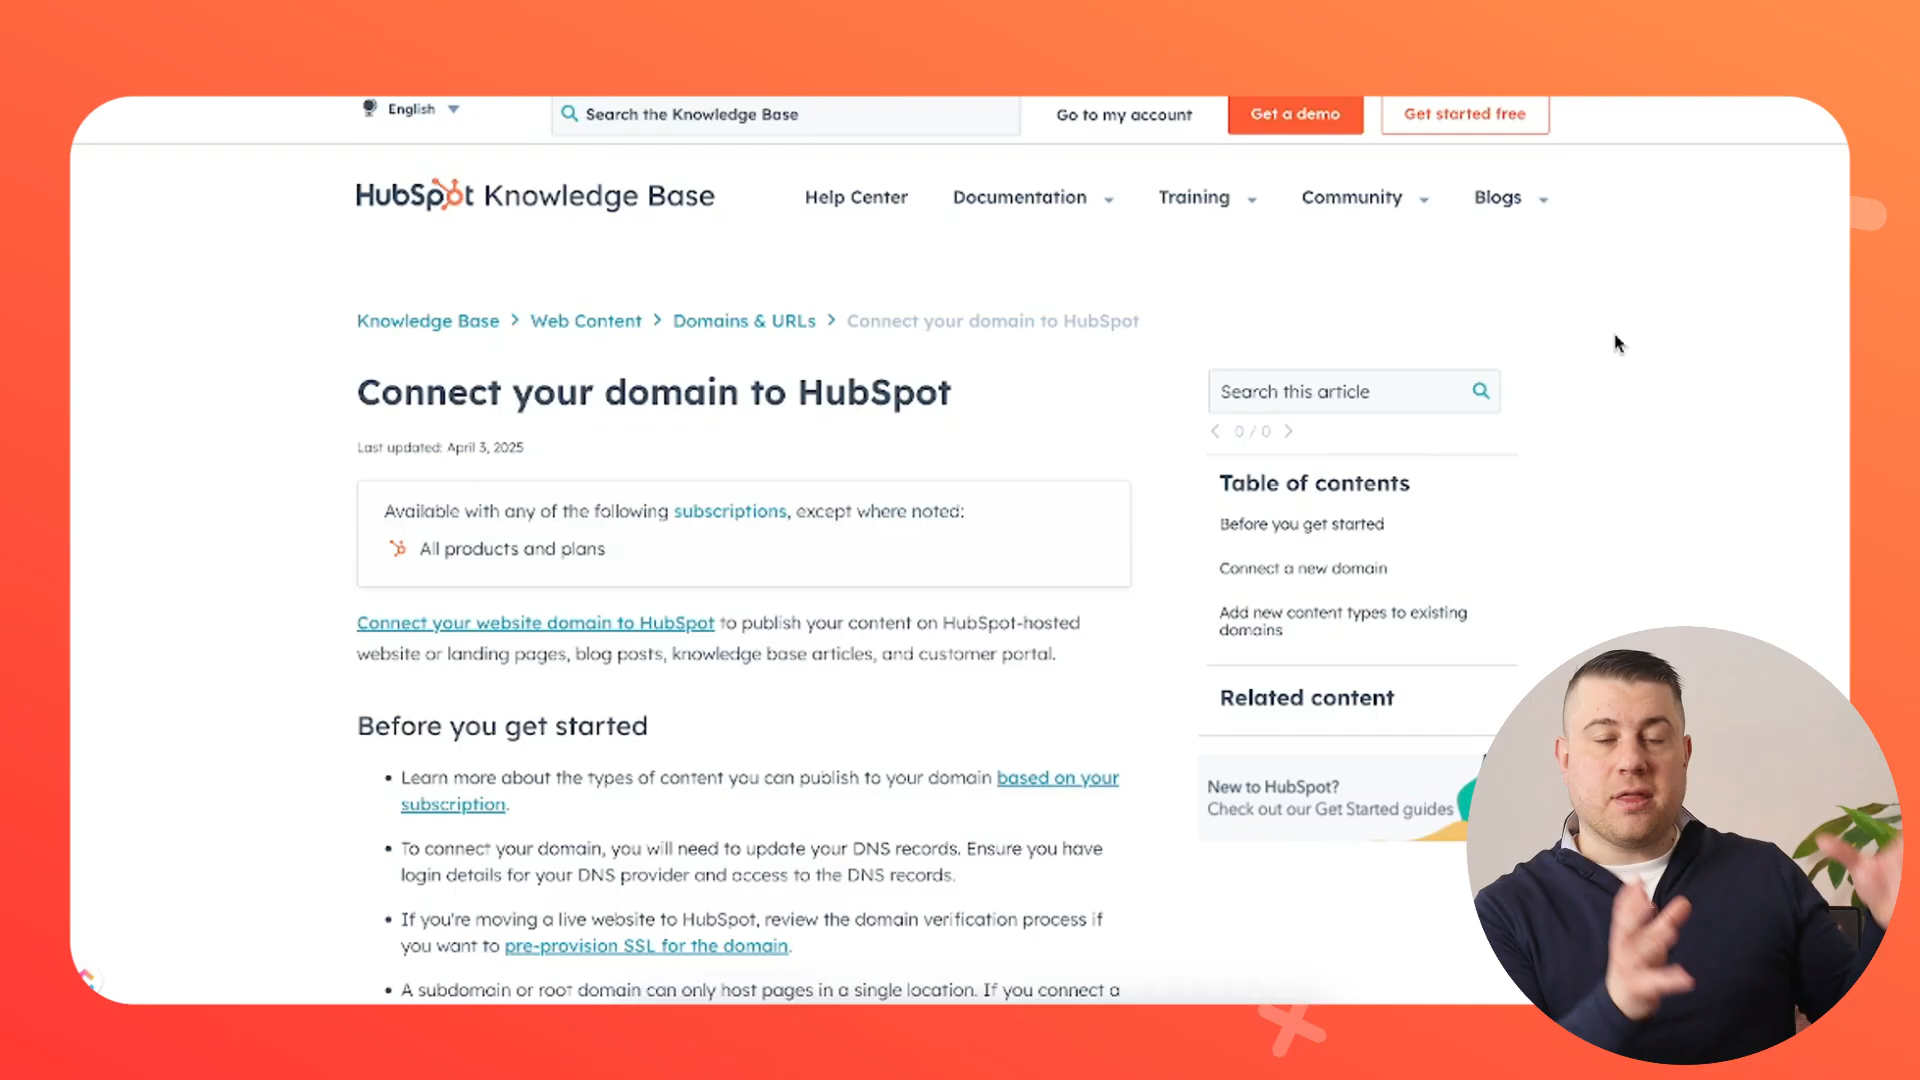 English
Search the Knowledge Base
Go to my account
Get a demo
Get started free
HubSpot Knowledge Base
Help Center
Documentation
Training
Community
Blogs
Knowledge Base > Web Content > Domains & URLs > Connect your domain to HubSpot
Connect your domain to HubSpot
Last updated: April 3, 2025
Available with any of the following subscriptions, except where noted:
All products and plans
Connect your website domain to HubSpot to publish your content on HubSpot-hosted
website or landing pages, blog posts, knowledge base articles, and customer portal.
Before you get started
• Learn more about the types of content you can publish to your domain based on your
subscription.
• To connect your domain, you will need to update your DNS records. Ensure you have
login details for your DNS provider and access to the DNS records.
• If you're moving a live website to HubSpot, review the domain verification process if
you want to pre-provision SSL for the domain.
• A subdomain or root domain can only host pages in a single location. If you connect a
Search this article
0 / 0
Table of contents
Before you get started
Connect a new domain
Add new content types to existing
domains
Related content
New to HubSpot?
Check out our Get Started guides